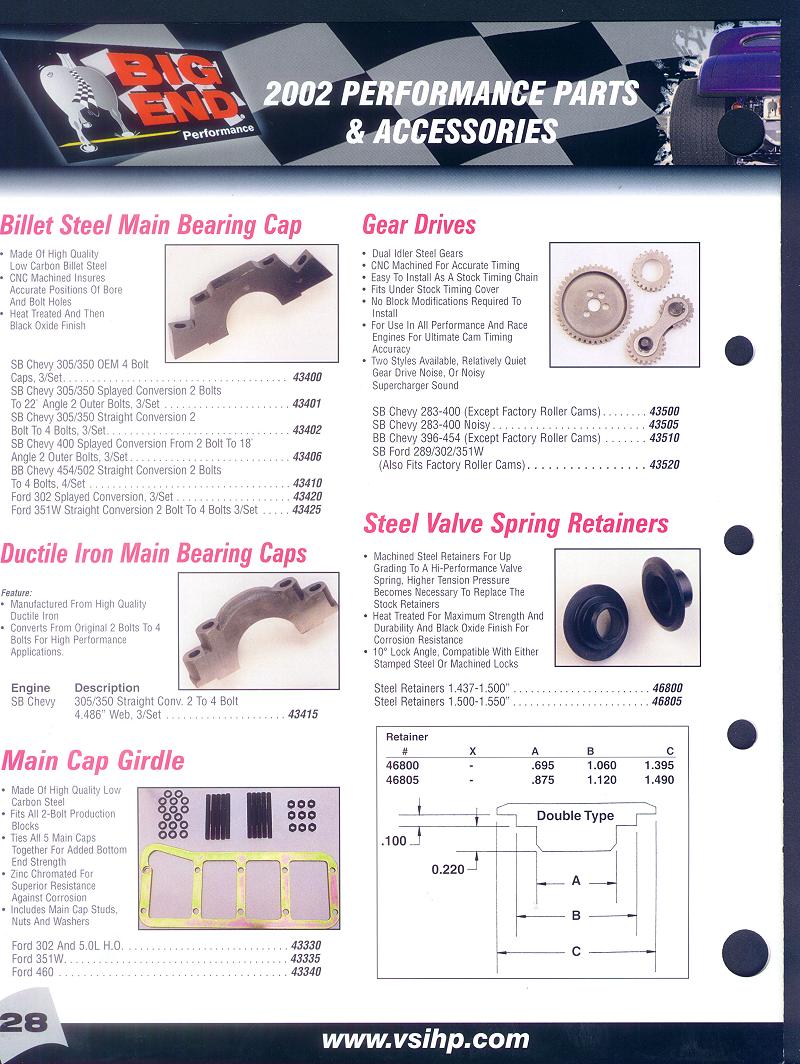 BIG
END
Performance
2002 PERFORMANCE PARTS
& ACCESSORIES
Billet Steel Main Bearing Cap
• Made Of High Quality
Low Carbon Billet Steel
• CNC Machined Insures
Accurate Positions Of Bore
And Bolt Holes
• Heat Treated And Then
Black Oxide Finish
SB Chevy 305/350 OEM 4 Bolt
Caps, 3/Set. . . . . . . . . . . . . . . . . . . . 43400
SB Chevy 305/350 Splayed Conversion 2 Bolts
To 22° Angle 2 Outer Bolts, 3/Set . . . . . . . . . . 43401
SB Chevy 305/350 Straight Conversion 2
Bolt To 4 Bolts, 3/Set. . . . . . . . . . . . . . . . 43402
SB Chevy 400 Splayed Conversion From 2 Bolt To 18°
Angle 2 Outer Bolts, 3/Set . . . . . . . . . . . . . 43406
BB Chevy 454/502 Straight Conversion 2 Bolts
To 4 Bolts, 4/Set . . . . . . . . . . . . . . . . . . 43410
Ford 302 Splayed Conversion, 3/Set . . . . . . . . . . 43420
Ford 351W Straight Conversion 2 Bolt To 4 Bolts 3/Set . . . . . 43425
Ductile Iron Main Bearing Caps
Feature:
• Manufactured From High Quality
Ductile Iron
• Converts From Original 2 Bolts To 4
Bolts For High Performance
Applications.
Engine Description
SB Chevy 305/350 Straight Conv. 2 To 4 Bolt
4.486" Web, 3/Set . . . . . . . . . . . . . . . . 43415
Main Cap Girdle
• Made Of High Quality Low
Carbon Steel
• Fits All 2-Bolt Production
Blocks
• Ties All 5 Main Caps
Together For Added Bottom
End Strength
• Zinc Chromated For
Superior Resistance
Against Corrosion
• Includes Main Cap Studs,
Nuts And Washers
Ford 302 And 5.0L H.O. . . . . . . . . . . . . . . . 43330
Ford 351W. . . . . . . . . . . . . . . . . . . . . . 43335
Ford 460 . . . . . . . . . . . . . . . . . . . . . . 43340
Gear Drives
• Dual Idler Steel Gears
• CNC Machined For Accurate Timing
• Easy To Install As A Stock Timing Chain
• Fits Under Stock Timing Cover
• No Block Modifications Required To
Install
• For Use In All Performance And Race
Engines For Ultimate Cam Timing
Accuracy
• Two Styles Available, Relatively Quiet
Gear Drive Noise, Or Noisy
Supercharger Sound
SB Chevy 283-400 (Except Factory Roller Cams) . . . . . . . . 43500
SB Chevy 283-400 Noisy . . . . . . . . . . . . . . . . 43505
BB Chevy 396-454 (Except Factory Roller Cams) . . . . . . . 43510
SB Ford 289/302/351W
(Also Fits Factory Roller Cams) . . . . . . . . . . . . . . . . . 43520
Steel Valve Spring Retainers
• Machined Steel Retainers For Up
Grading To A Hi-Performance Valve
Spring, Higher Tension Pressure
Becomes Necessary To Replace The
Stock Retainers
• Heat Treated For Maximum Strength And
Durability And Black Oxide Finish For
Corrosion Resistance
• 10° Lock Angle, Compatible With Either
Stamped Steel Or Machined Locks
Steel Retainers 1.437-1.500" . . . . . . . . . . . . . . . . 46800
Steel Retainers 1.500-1.550" . . . . . . . . . . . . . . . . 46805
Retainer
# X A B C
46800 - .695 1.060 1.395
46805 - .875 1.120 1.490
Double Type
.100
0.220
A
B
C
28
www.vsihp.com